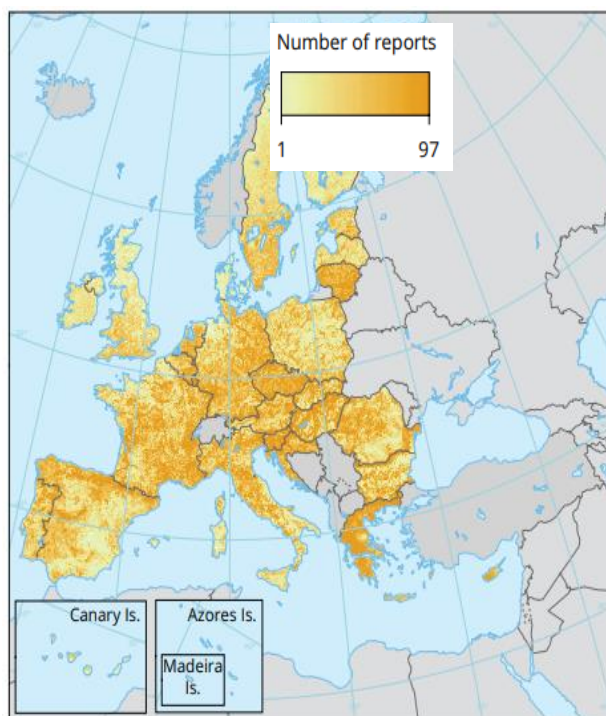 Number of reports
1 97
Canary Is.
Azores Is.
Madeira
Is.